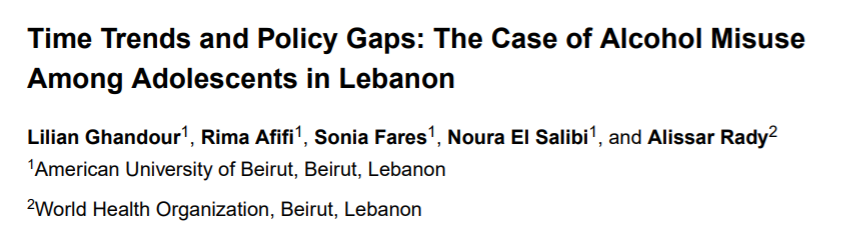 Time Trends and Policy Gaps: The Case of Alcohol Misuse
Among Adolescents in Lebanon
Lilian Ghandour1, Rima Afifi1, Sonia Fares1, Noura El Salibi1, and Alissar Rady2
1American University of Beirut, Beirut, Lebanon
2World Health Organization, Beirut, Lebanon